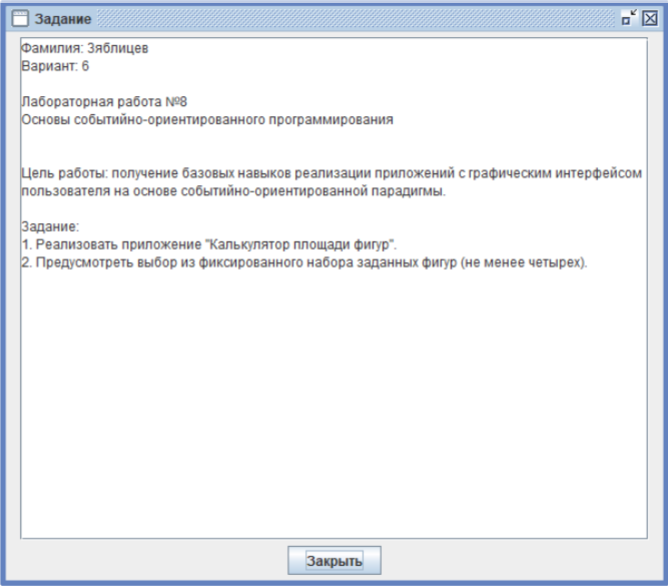 Задание
Фамилия: Зяблицев
Вариант: 6
Лабораторная работа №8
Основы событийно-ориентированного программирования
Цель работы: получение базовых навыков реализации приложений с графическим интерфейсом
пользователя на основе событийно-ориентированной парадигмы.
Задание:
1. Реализовать приложение "Калькулятор площади фигур".
2. Предусмотреть выбор из фиксированного набора заданных фигур (не менее четырех).
Закрыть